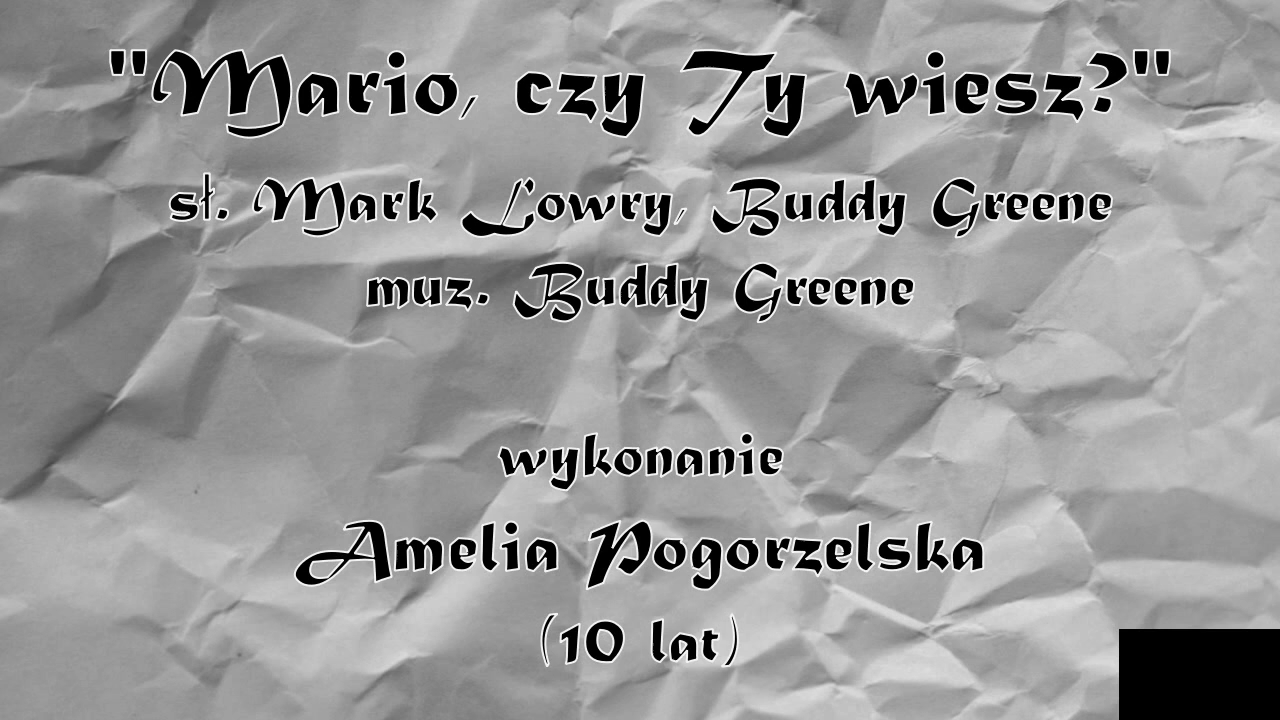 "Mario, czy Ty wiesz?"
sł. Mark Lowry, Buddy Greene
muz. Buddy Greene
wykonanie
Amelia Pogorzelska
(10 lat)